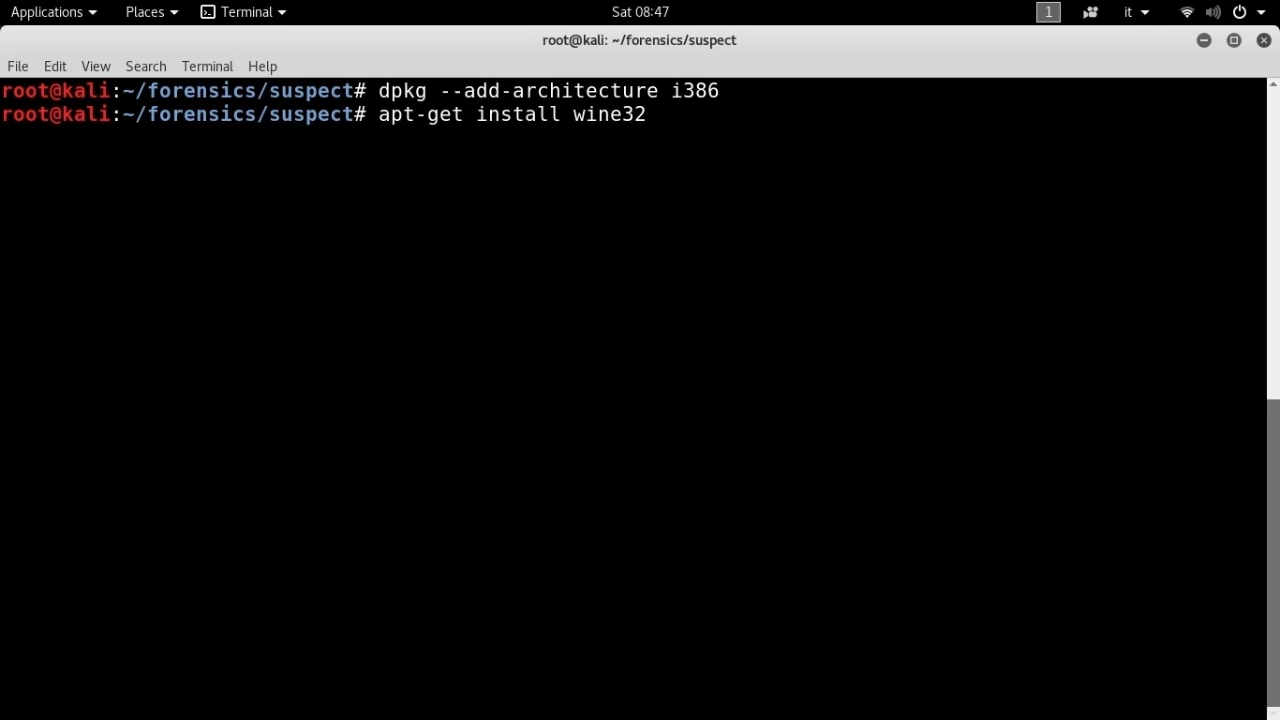 Applications Places Terminal Sat 08:47 1 it
root@kali: ~/forensics/suspect
File Edit View Search Terminal Help
root@kali:~/forensics/suspect# dpkg --add-architecture i386
root@kali:~/forensics/suspect# apt-get install wine32